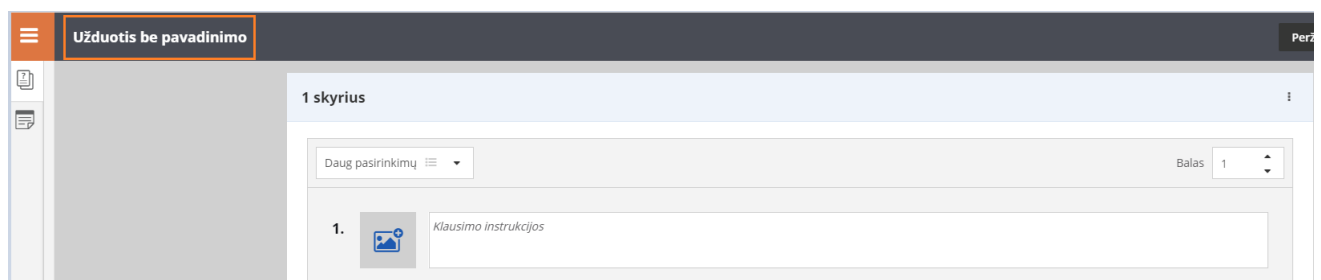 Užduotis be pavadinimo
1 skyrius
Daug pasirinkimų
Balas 1
1. Klausimo instrukcijos